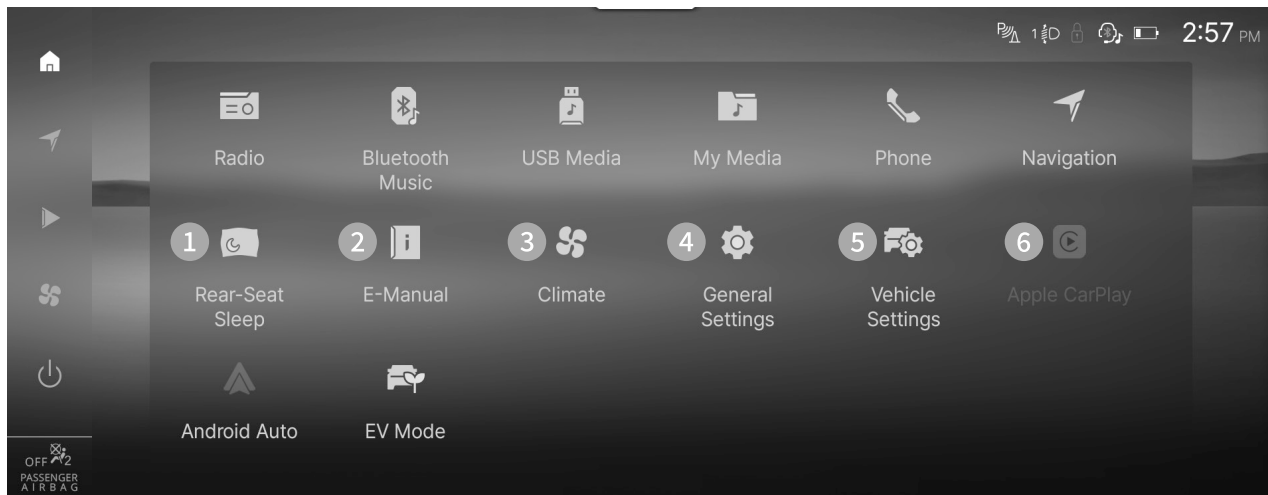 2:57 PM
Radio
Bluetooth
Music
USB Media
My Media
Phone
Navigation
1
Rear-Seat
Sleep
2
E-Manual
3
Climate
4
General
Settings
5
Vehicle
Settings
6
Apple CarPlay
Android Auto
EV Mode
OFF 2
PASSENGER
AIRBAG